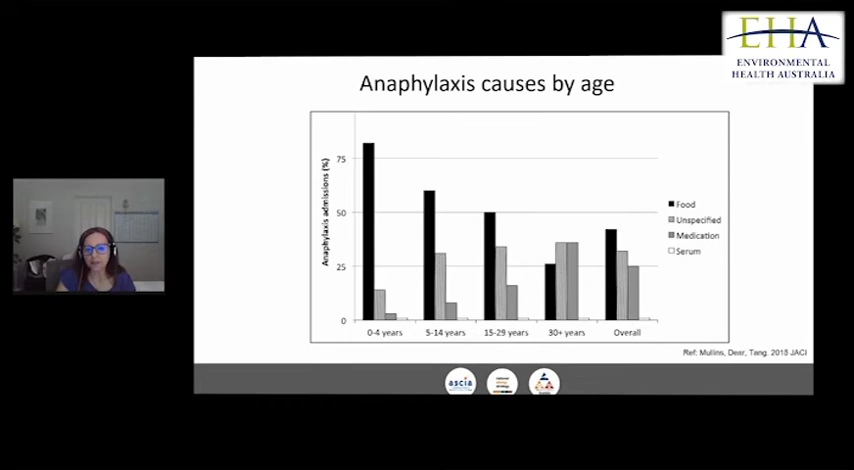 EHA
ENVIRONMENTAL
HEALTH AUSTRALIA
Anaphylaxis causes by age
Anaphylaxis admissions (%)
75
50
25
0
0-4 years
5-14 years
15-29 years
30+ years
Overall
Food
Unspecified
Medication
Serum
Ref: Mullins, Dear, Tang. 2018 JACI
ascia